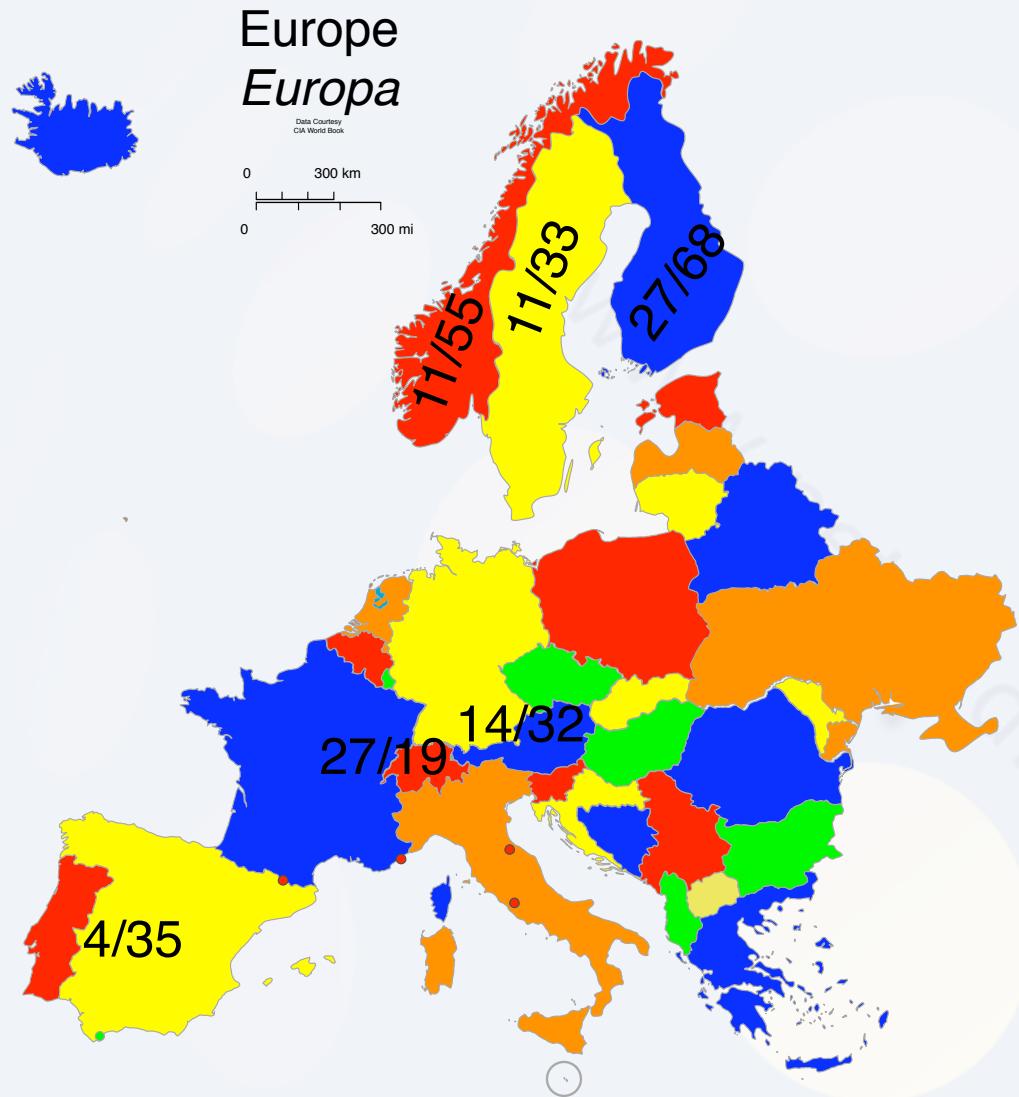 Europe
Europa
Data Courtesy
CIA World Book
0 300 km
0 300 mi
11/55
11/33
27/68
14/32
27/19
4/35